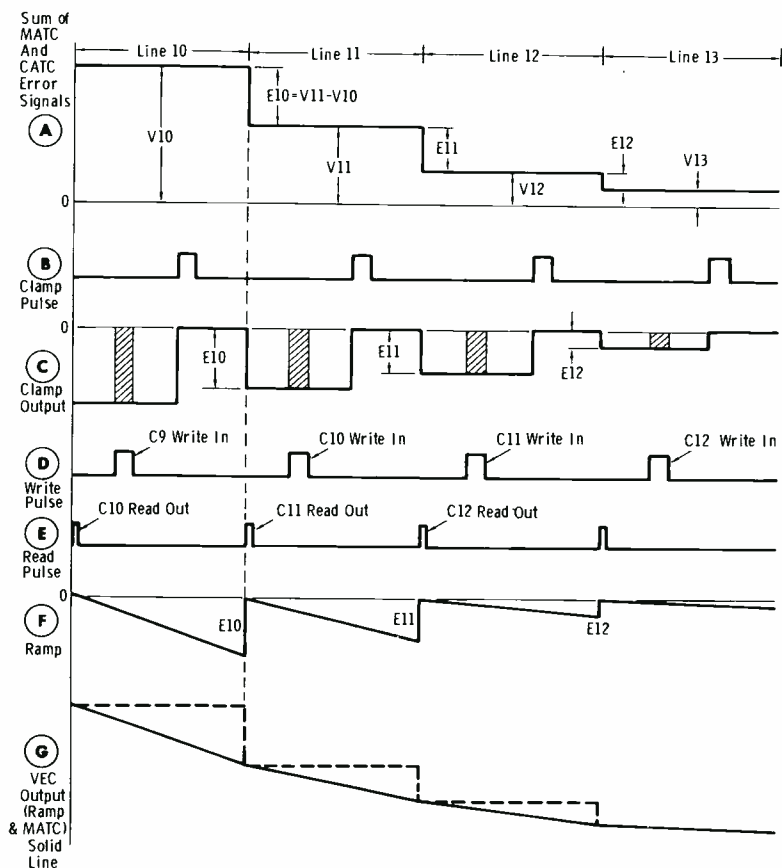 Sum of
MATC
And
CATC
Error
Signals
Line 10
Line 11
Line 12
Line 13
A
E10=V11-V10
V10
V11
E11
V12
E12
V13
0
B
Clamp
Pulse
0
C
Clamp
Output
E10
E11
E12
D
Write
Pulse
C9 Write In
C10 Write In
C11 Write In
C12 Write In
E
Read
Pulse
C10 Read Out
C11 Read Out
C12 Read Out
0
F
Ramp
E10
E11
E12
G
VEC
Output
(Ramp
& MATC)
Solid
Line